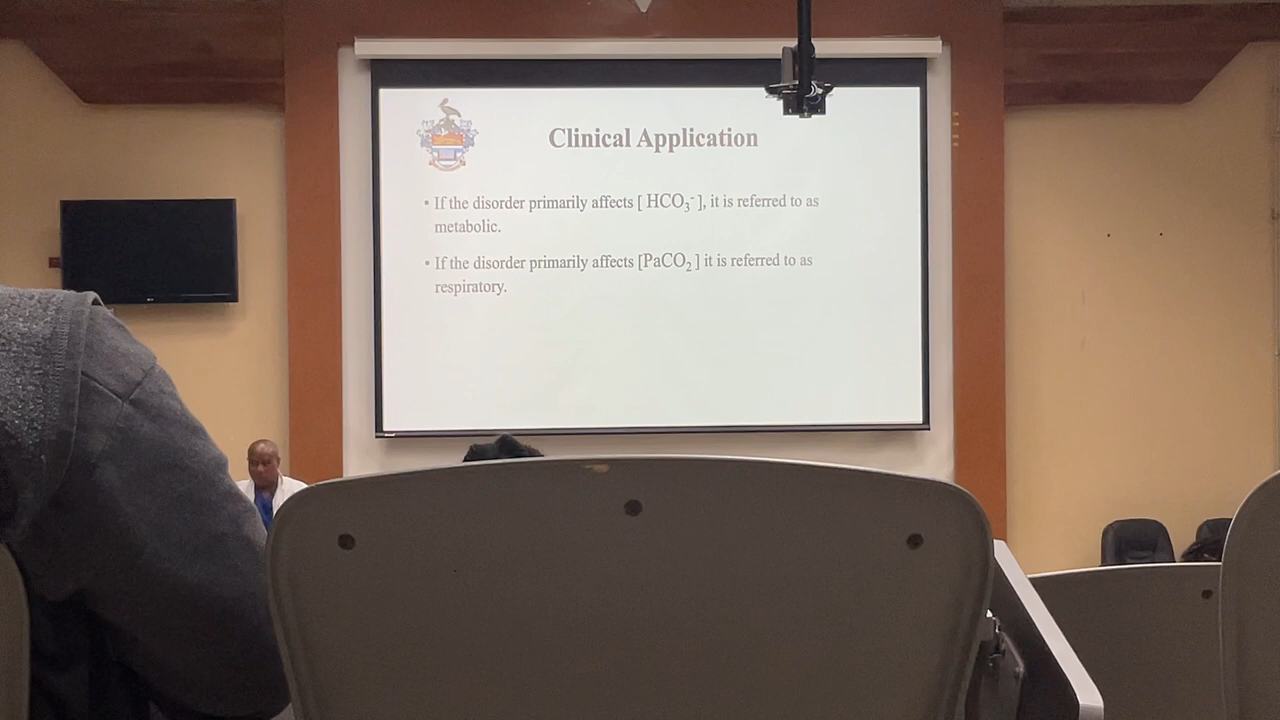 Clinical Application
• If the disorder primarily affects [ HCO₃⁻ ], it is referred to as
metabolic.
• If the disorder primarily affects [PaCO₂ ] it is referred to as
respiratory.